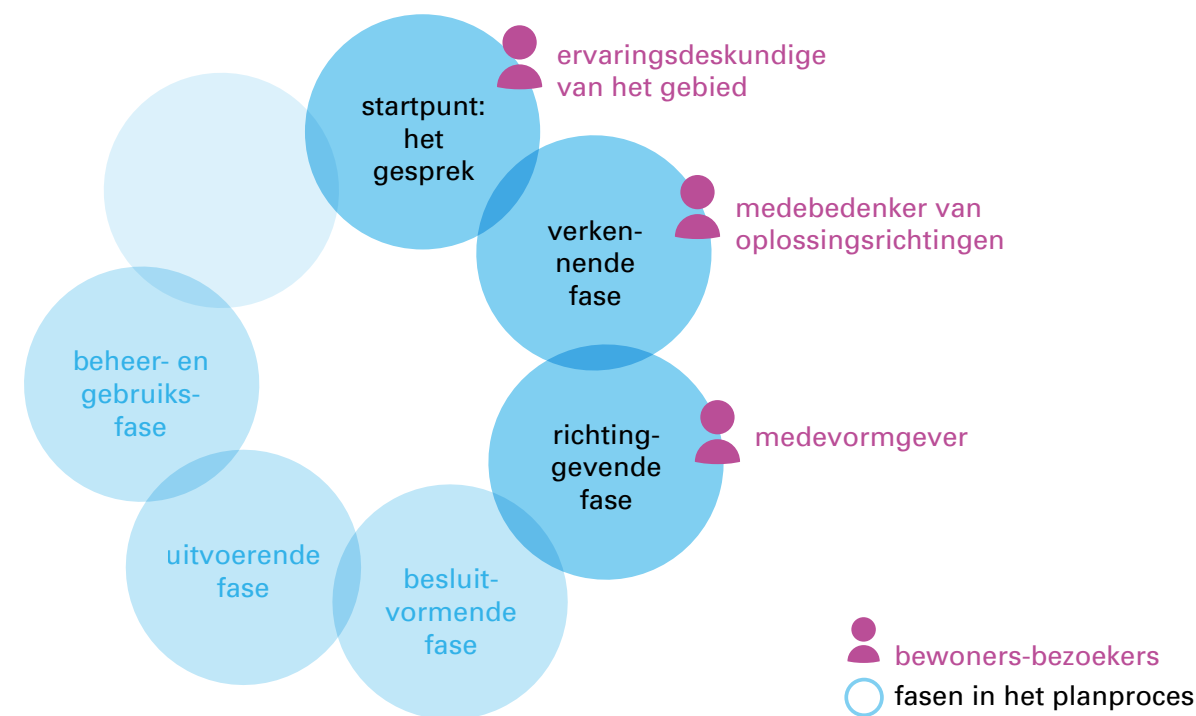 startpunt:
het
gesprek
ervaringsdeskundige
van het gebied
verken-
nende
fase
medebedenker van
oplossingsrichtingen
richting-
gevende
fase
medevormgever
besluit-
vormende
fase
uitvoerende
fase
beheer- en
gebruiks-
fase
bewoners-bezoekers
fasen in het planproces